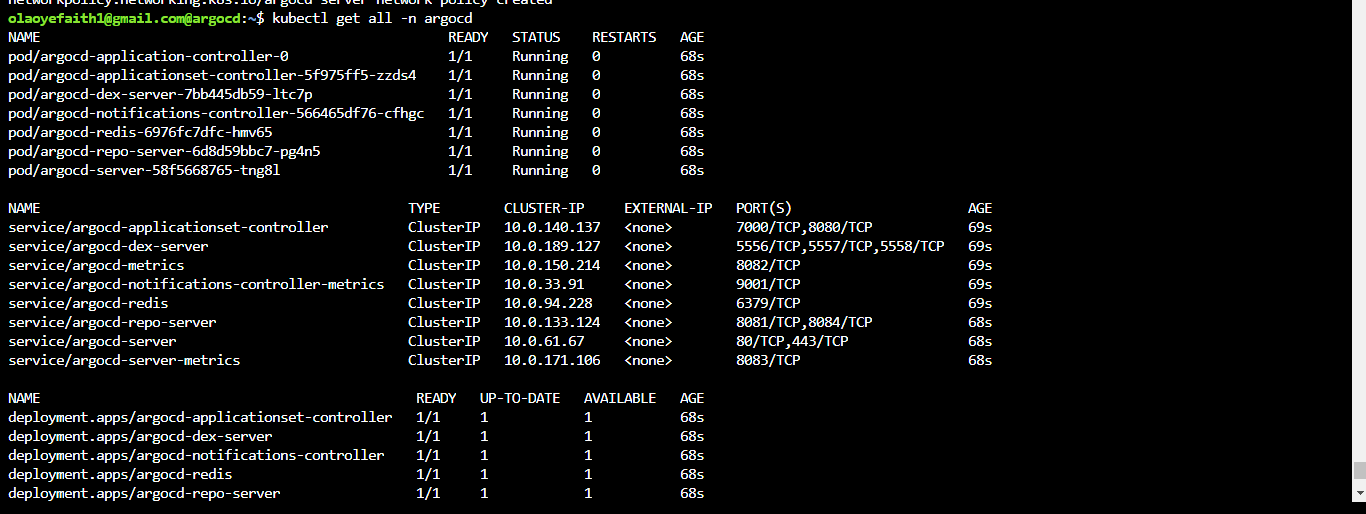 networkpolicy.networking.k8s.io/argocd-server-network-policy created
olaoyefaith1@gmail.com@argocd:~$ kubectl get all -n argocd
NAME READY STATUS RESTARTS AGE
pod/argocd-application-controller-0 1/1 Running 0 68s
pod/argocd-applicationset-controller-5f975ff5-zzds4 1/1 Running 0 68s
pod/argocd-dex-server-7bb445db59-ltc7p 1/1 Running 0 68s
pod/argocd-notifications-controller-566465df76-cfhgc 1/1 Running 0 68s
pod/argocd-redis-6976fc7dfc-hmv65 1/1 Running 0 68s
pod/argocd-repo-server-6d8d59bbc7-pg4n5 1/1 Running 0 68s
pod/argocd-server-58f5668765-tng8l 1/1 Running 0 68s
NAME TYPE CLUSTER-IP EXTERNAL-IP PORT(S) AGE
service/argocd-applicationset-controller ClusterIP 10.0.140.137 <none> 7000/TCP,8080/TCP 69s
service/argocd-dex-server ClusterIP 10.0.189.127 <none> 5556/TCP,5557/TCP,5558/TCP 69s
service/argocd-metrics ClusterIP 10.0.150.214 <none> 8082/TCP 69s
service/argocd-notifications-controller-metrics ClusterIP 10.0.33.91 <none> 9001/TCP 69s
service/argocd-redis ClusterIP 10.0.94.228 <none> 6379/TCP 69s
service/argocd-repo-server ClusterIP 10.0.133.124 <none> 8081/TCP,8084/TCP 68s
service/argocd-server ClusterIP 10.0.61.67 <none> 80/TCP,443/TCP 68s
service/argocd-server-metrics ClusterIP 10.0.171.106 <none> 8083/TCP 68s
NAME READY UP-TO-DATE AVAILABLE AGE
deployment.apps/argocd-applicationset-controller 1/1 1 1 68s
deployment.apps/argocd-dex-server 1/1 1 1 68s
deployment.apps/argocd-notifications-controller 1/1 1 1 68s
deployment.apps/argocd-redis 1/1 1 1 68s
deployment.apps/argocd-repo-server 1/1 1 1 68s